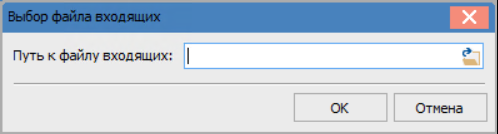 Выбор файла входящих
Путь к файлу входящих:
OK
Отмена